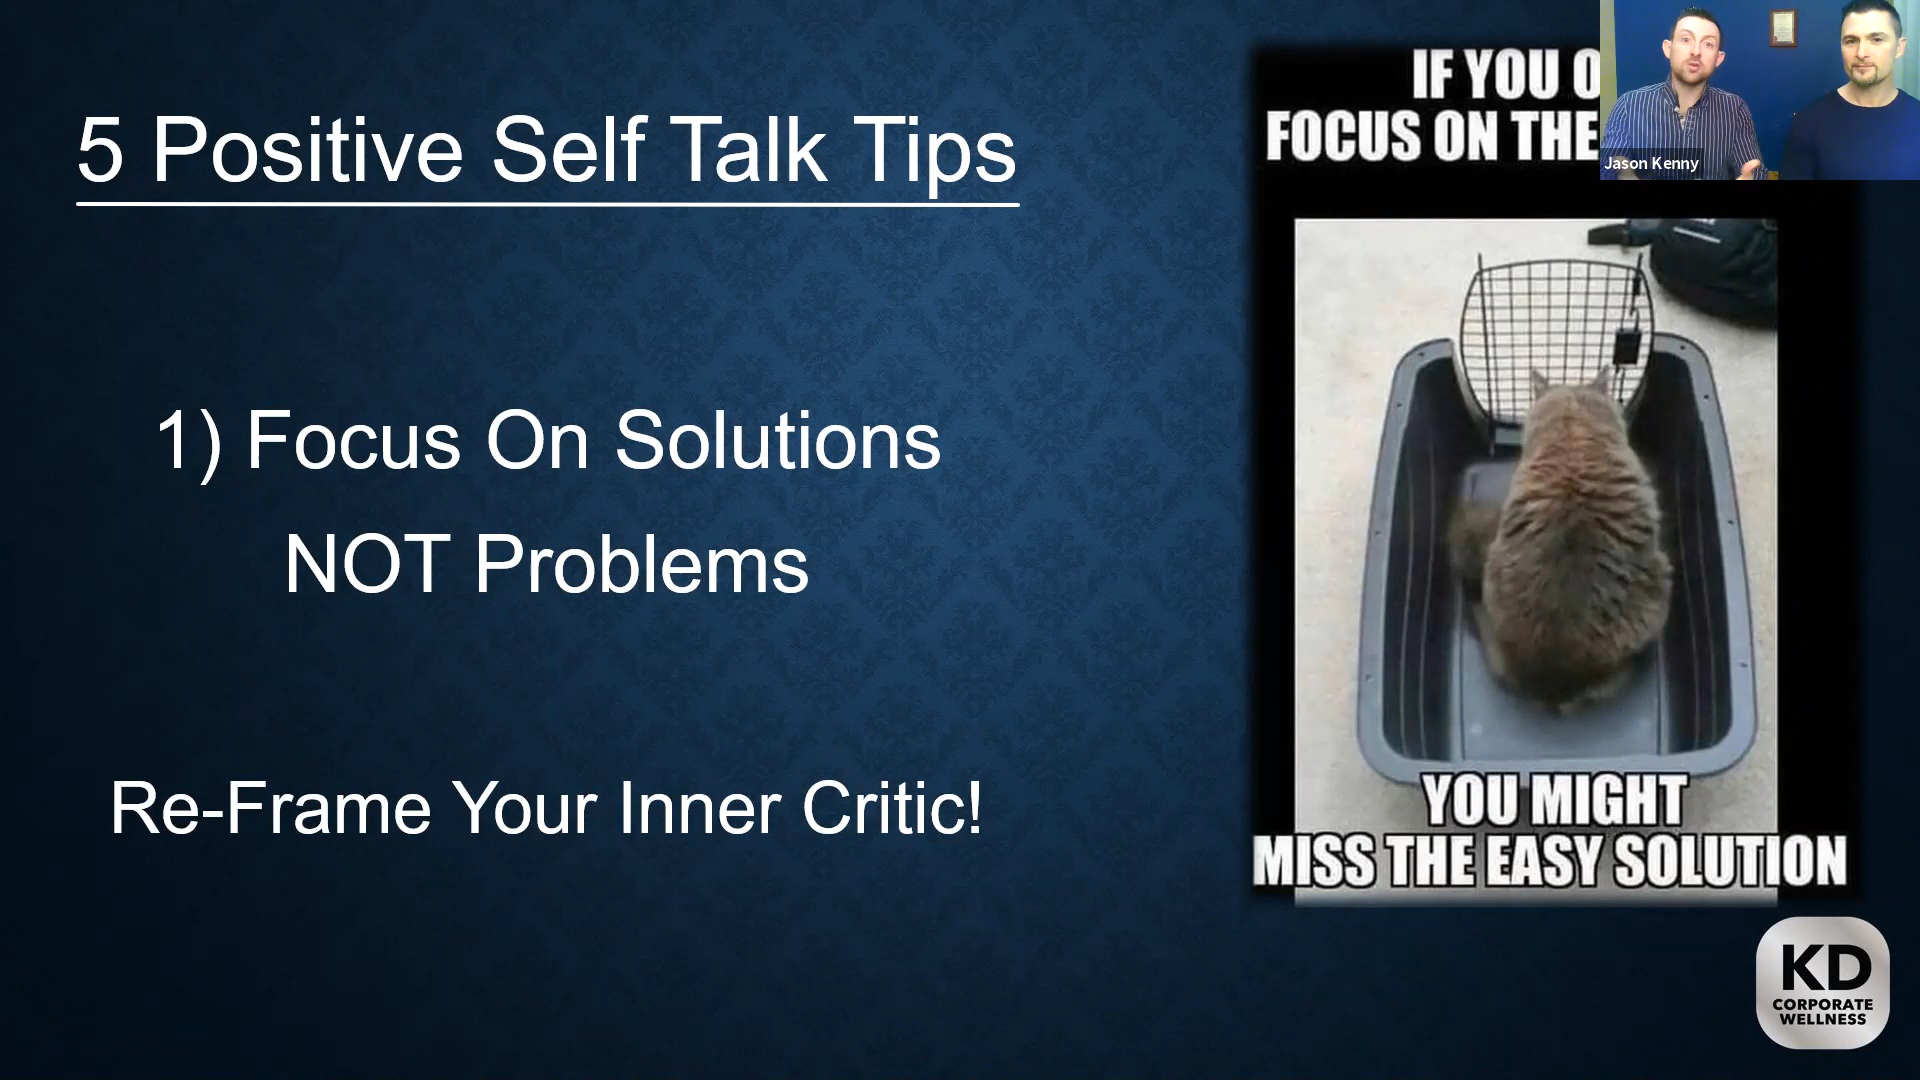 5 Positive Self Talk Tips
1) Focus On Solutions
NOT Problems
Re-Frame Your Inner Critic!
IF YOU
FOCUS ON THE
YOU MIGHT
MISS THE EASY SOLUTION
Jason Kenny
KD
CORPORATE
WELLNESS